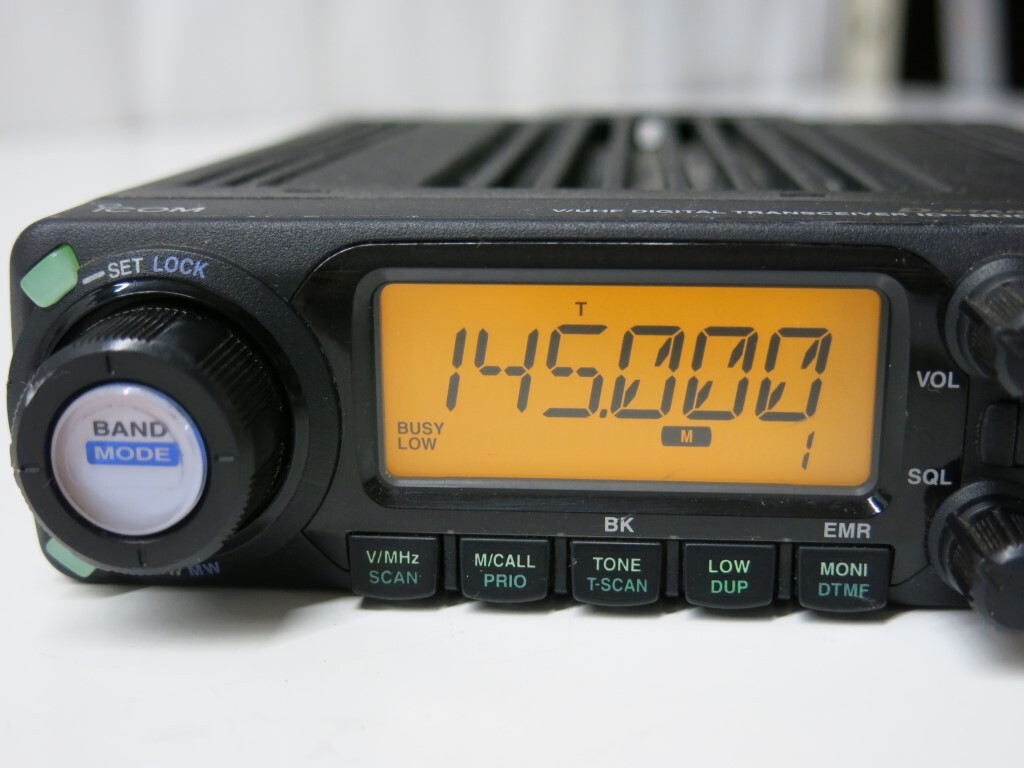 ICOM
V/UHF DIGITAL TRANSCEIVER
SET LOCK
T
145.000
BUSY
LOW
M
1
VOL
SQL
BAND
MODE
MW
BK
EMR
V/MHz
SCAN
M/CALL
PRIO
TONE
T-SCAN
LOW
DUP
MONI
DTMF